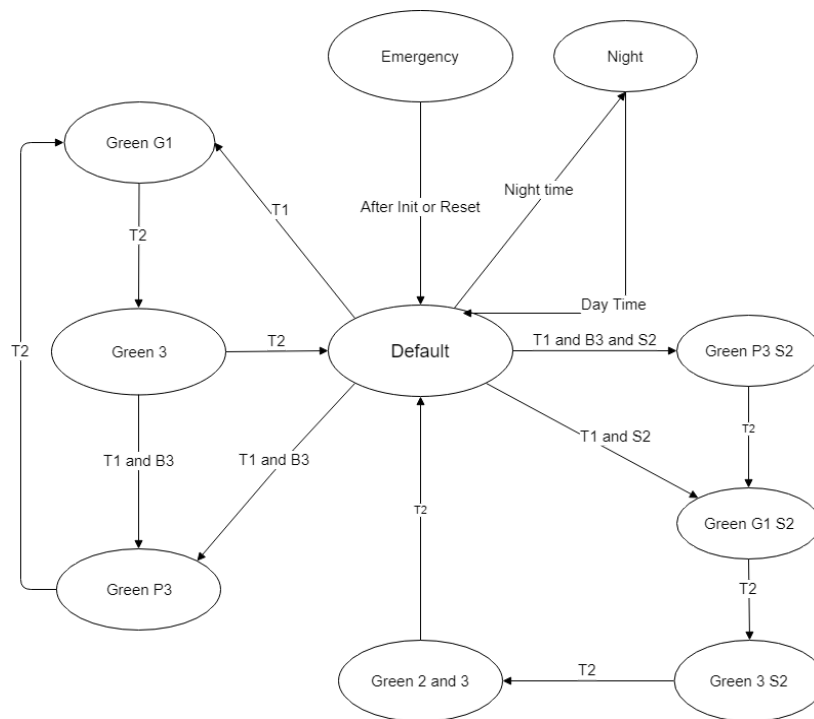 Emergency
Night
Green G1
T1
After Init or Reset
Night time
T2
Day Time
T2
Green 3
T2
Default
T1 and B3 and S2
Green P3 S2
T2
T1 and B3
T1 and B3
T1 and S2
T2
T2
Green G1 S2
Green P3
T2
Green 2 and 3
T2
Green 3 S2